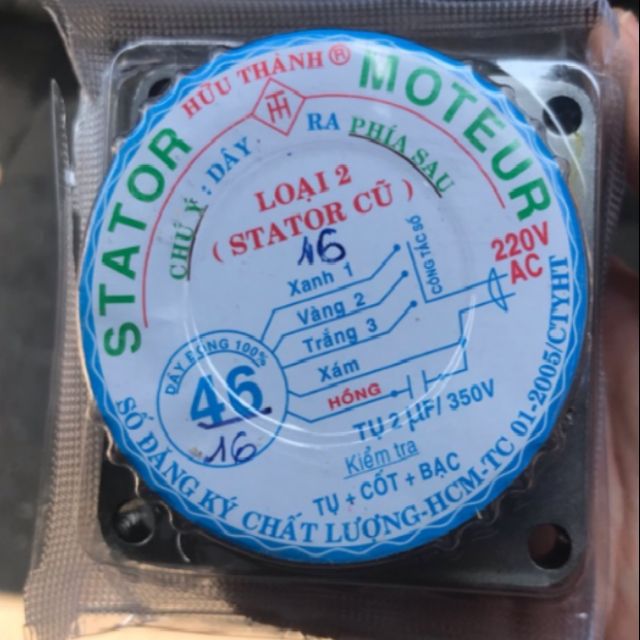 HỮU THÀNH ®
STATOR MOTEUR
TH
CHÚ Ý : DÂY RA PHÍA SAU
LOẠI 2
( STATOR CŨ )
16
220V
AC
CÔNG TẮC SỐ
Xanh 1
Vàng 2
Trắng 3
Xám
HỒNG
DÂY ĐỒNG 100%
46
16
TỤ 2 µF/ 350V
Kiểm tra
TỤ + CỐT + BẠC
SỐ ĐĂNG KÝ CHẤT LƯỢNG-HCM-TC 01-2005/CTYHT